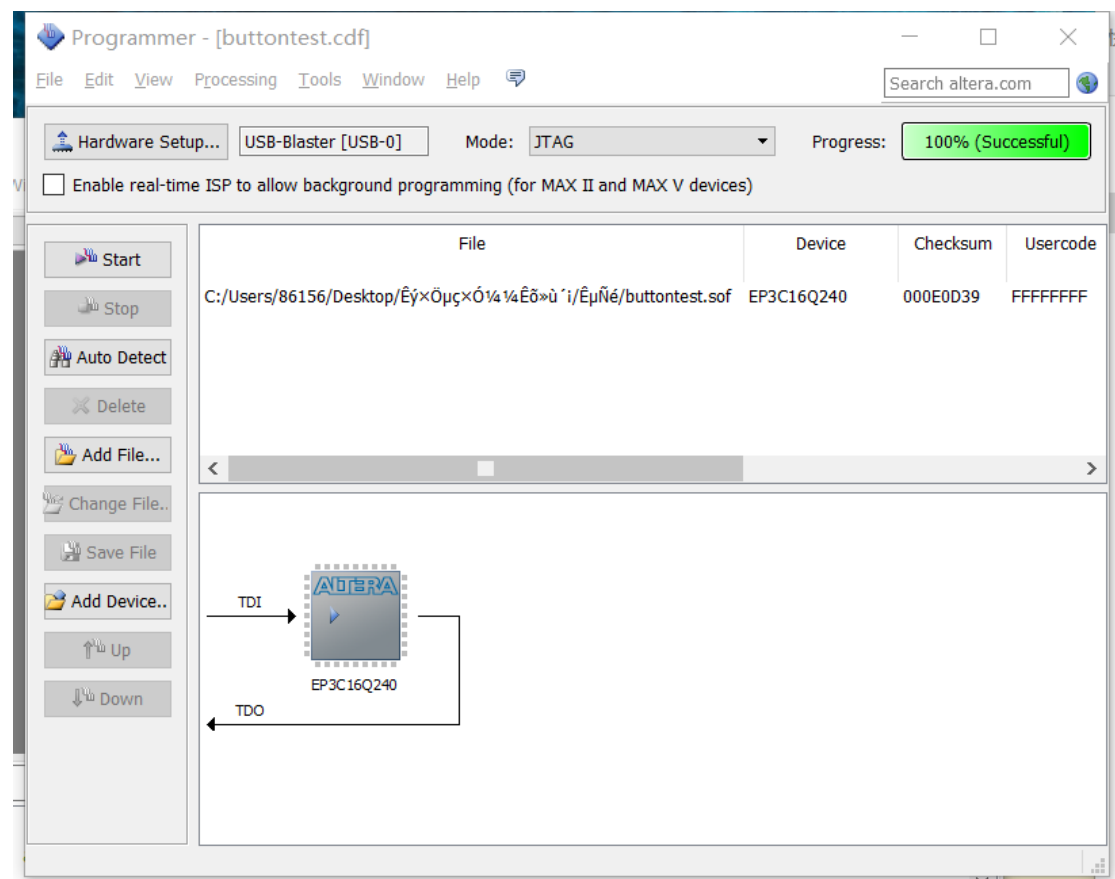 Programmer - [buttontest.cdf]
File Edit View Processing Tools Window Help
Search altera.com
Hardware Setup... USB-Blaster [USB-0] Mode: JTAG Progress: 100% (Successful)
Enable real-time ISP to allow background programming (for MAX II and MAX V devices)
File Device Checksum Usercode
C:/Users/86156/Desktop/Êý×Öµç×Ó¼¼Êõ»ù´¡/ÊµÑé/buttontest.sof EP3C16Q240 000E0D39 FFFFFFFF
Start
Stop
Auto Detect
Delete
Add File...
Change File..
Save File
Add Device..
Up
Down
TDI
ALTERA
EP3C16Q240
TDO